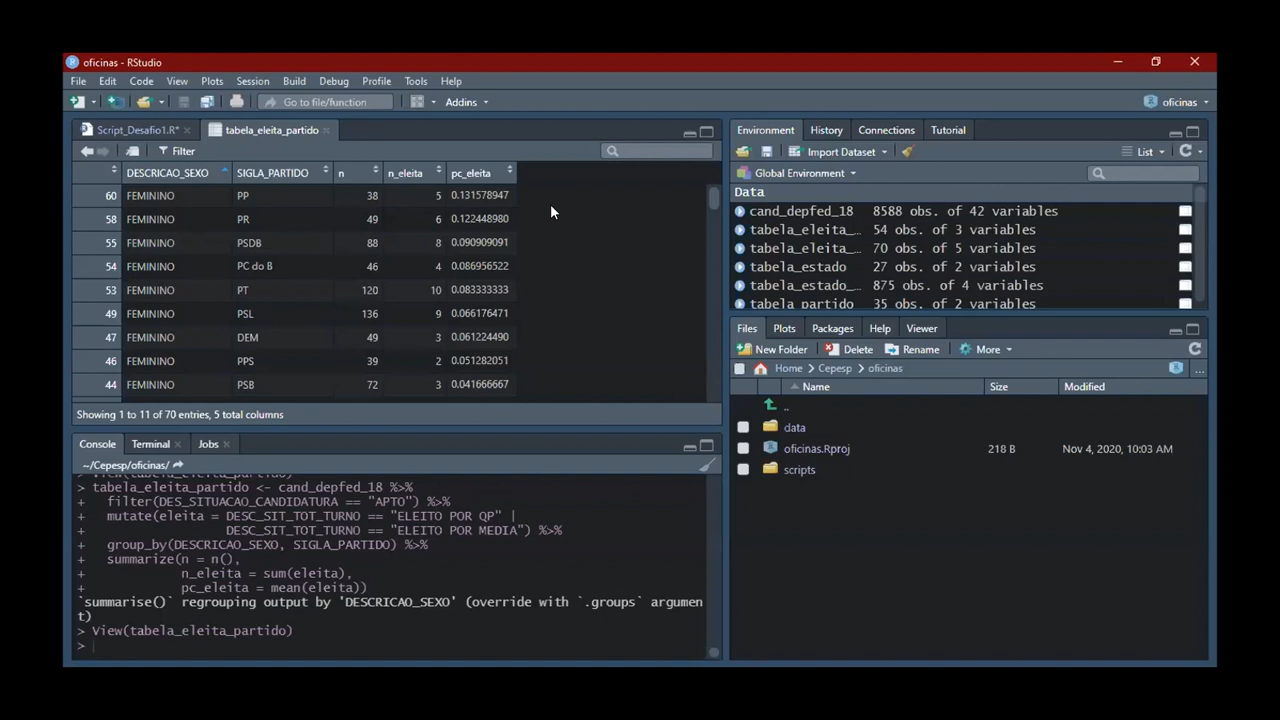 oficinas - RStudio
File Edit Code View Plots Session Build Debug Profile Tools Help
Go to file/function Addins oficinas
Script_Desafio1.R* tabela_eleita_partido
Filter
DESCRICAO_SEXO SIGLA_PARTIDO n n_eleita pc_eleita
60 FEMININO PP 38 5 0.131578947
58 FEMININO PR 49 6 0.122448980
55 FEMININO PSDB 88 8 0.090909091
54 FEMININO PC do B 46 4 0.086956522
53 FEMININO PT 120 10 0.083333333
49 FEMININO PSL 136 9 0.066176471
47 FEMININO DEM 49 3 0.061224490
46 FEMININO PPS 39 2 0.051282051
44 FEMININO PSB 72 3 0.041666667
Showing 1 to 11 of 70 entries, 5 total columns
Console Terminal Jobs
~/Cepesp/oficinas/
> View(tabela_eleita_partido)
> tabela_eleita_partido <- cand_depfed_18 %>%
+ filter(DES_SITUACAO_CANDIDATURA == "APTO") %>%
+ mutate(eleita = DESC_SIT_TOT_TURNO == "ELEITO POR QP" |
+ DESC_SIT_TOT_TURNO == "ELEITO POR MEDIA") %>%
+ group_by(DESCRICAO_SEXO, SIGLA_PARTIDO) %>%
+ summarize(n = n(),
+ n_eleita = sum(eleita),
+ pc_eleita = mean(eleita))
`summarise()` regrouping output by 'DESCRICAO_SEXO' (override with `.groups` argumen
t)
> View(tabela_eleita_partido)
>
Environment History Connections Tutorial
Import Dataset List
Global Environment
Data
cand_depfed_18 8588 obs. of 42 variables
tabela_eleita_… 54 obs. of 3 variables
tabela_eleita_… 70 obs. of 5 variables
tabela_estado 27 obs. of 2 variables
tabela_estado_… 875 obs. of 4 variables
tabela_partido 35 obs. of 2 variables
Files Plots Packages Help Viewer
New Folder Delete Rename More
Home Cepesp oficinas ...
Name Size Modified
..
data
oficinas.Rproj 218 B Nov 4, 2020, 10:03 AM
scripts